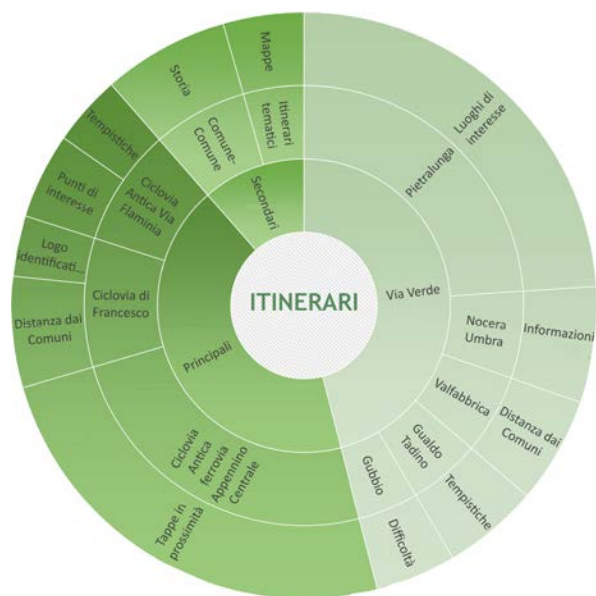 ITINERARI
Via Verde
Pietralunga
Luoghi di
interesse
Nocera
Umbra
Informazioni
Valfabbrica
Distanza dai
Comuni
Gualdo
Tadino
Tempistiche
Gubbio
Difficoltà
Principali
Ciclovia
Antica
ferrovia
Appennino
Centrale
Tappe in
prossimità
Ciclovia di
Francesco
Distanza dai
Comuni
Logo
identificati...
Ciclovia
Antica Via
Flaminia
Punti di
interesse
Tempistiche
Secondari
Comune-
Comune
Storia
Itinerari
tematici
Mappe